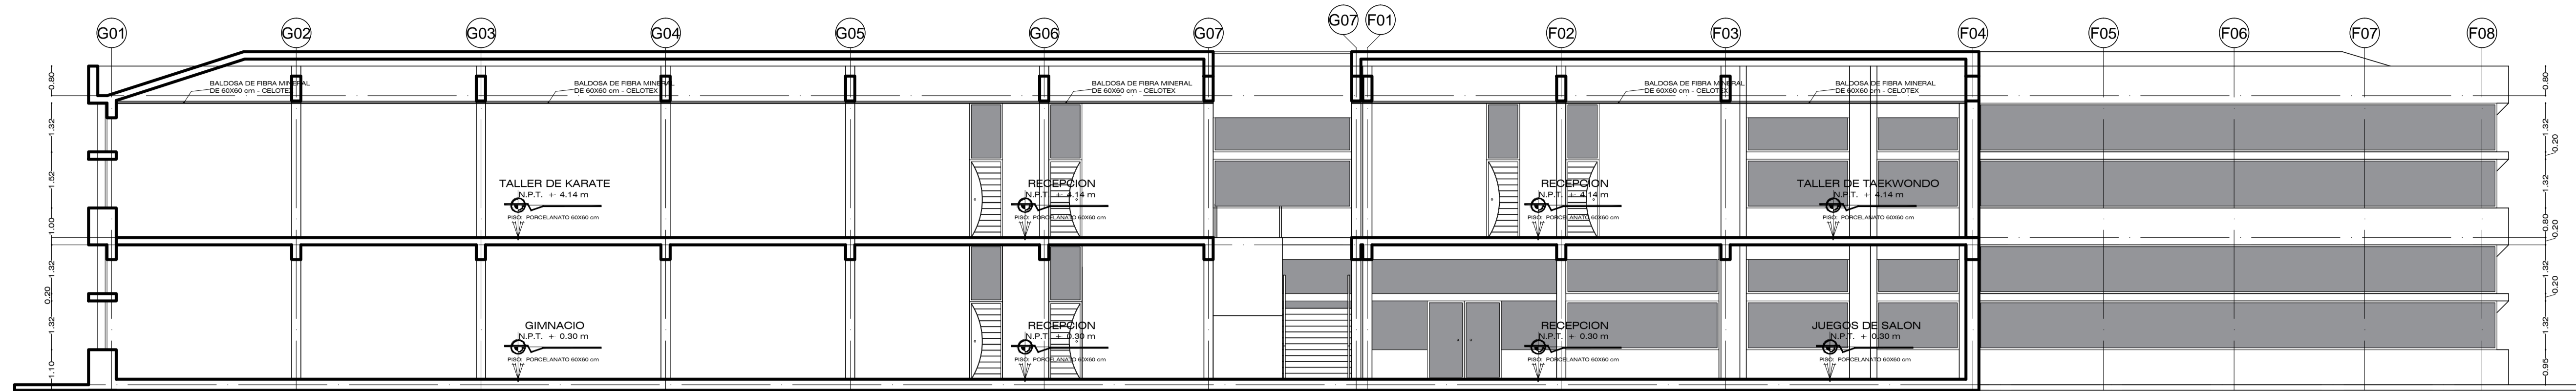 G01 G02 G03 G04 G05 G06 G07 G07 F01 F02 F03 F04 F05 F06 F07 F08
BALDOSA DE FIBRA MINERAL
DE 60X60 cm - CELOTEX
BALDOSA DE FIBRA MINERAL
DE 60X60 cm - CELOTEX
BALDOSA DE FIBRA MINERAL
DE 60X60 cm - CELOTEX
BALDOSA DE FIBRA MINERAL
DE 60X60 cm - CELOTEX
BALDOSA DE FIBRA MINERAL
DE 60X60 cm - CELOTEX
TALLER DE KARATE
N.P.T. + 4.14 m
PISO: PORCELANATO 60X60 cm
RECEPCION
N.P.T. + 4.14 m
PISO: PORCELANATO 60X60 cm
RECEPCION
N.P.T. + 4.14 m
PISO: PORCELANATO 60X60 cm
TALLER DE TAEKWONDO
N.P.T. + 4.14 m
PISO: PORCELANATO 60X60 cm
GIMNACIO
N.P.T. + 0.30 m
PISO: PORCELANATO 60X60 cm
RECEPCION
N.P.T. + 0.30 m
PISO: PORCELANATO 60X60 cm
RECEPCION
N.P.T. + 0.30 m
PISO: PORCELANATO 60X60 cm
JUEGOS DE SALON
N.P.T. + 0.30 m
PISO: PORCELANATO 60X60 cm
0.80
1.32
1.52
1.00
1.32
0.20
1.32
1.10
0.80
1.32
0.20
1.32
0.80
0.20
1.32
0.20
1.32
0.95